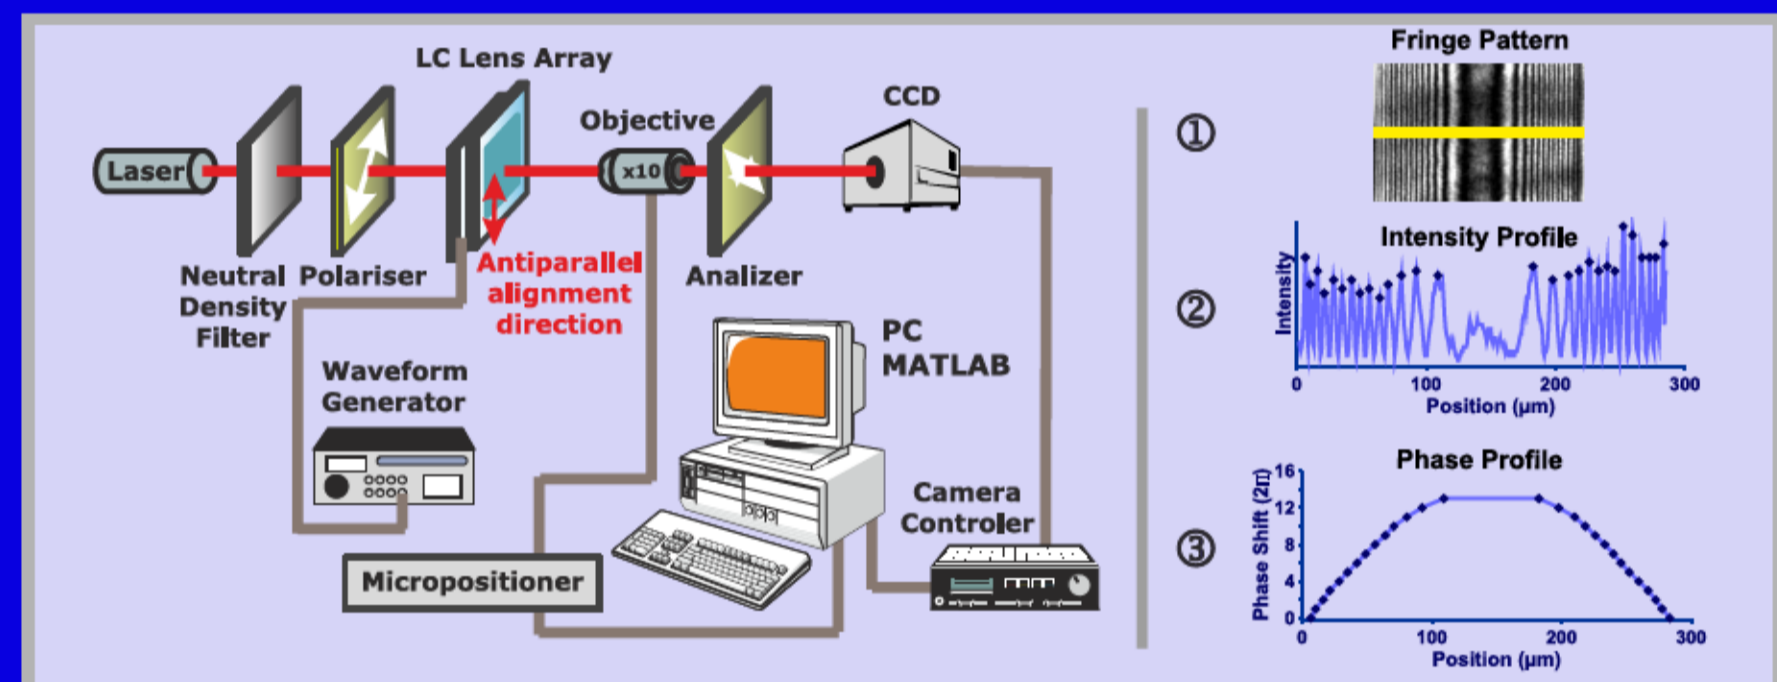 LC Lens Array
Laser
Objective
x10
CCD
Neutral
Density
Filter
Polariser
Antiparallel
alignment
direction
Analizer
Waveform
Generator
PC
MATLAB
Micropositioner
Camera
Controler
①
Fringe Pattern
②
Intensity Profile
Intensity
0 100 200 300
Position (µm)
③
Phase Profile
Phase Shift (2π)
16
12
8
4
0
0 100 200 300
Position (µm)